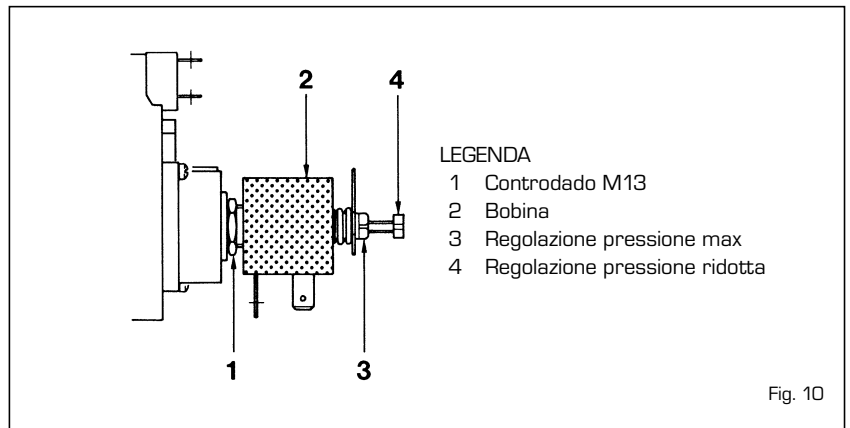 2
4
LEGENDA
1 Controdado M13
2 Bobina
3 Regolazione pressione max
4 Regolazione pressione ridotta
1
3
Fig. 10